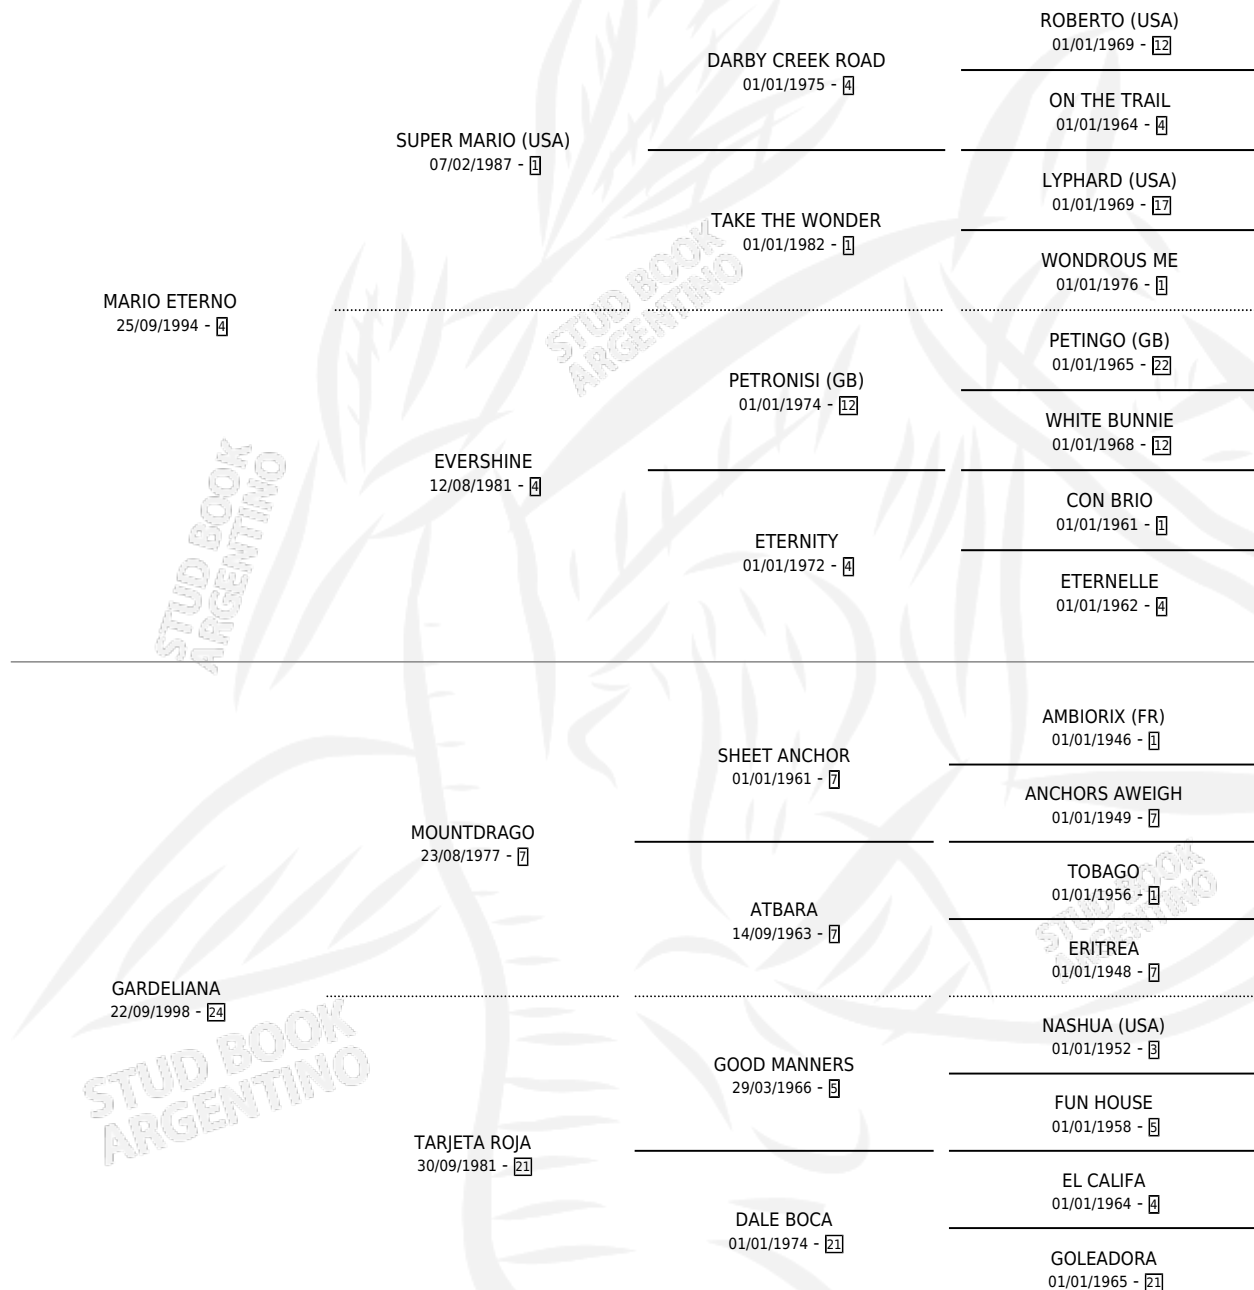 ROBERTO (USA)
01/01/1969 - 12
DARBY CREEK ROAD
01/01/1975 - 4
ON THE TRAIL
01/01/1964 - 4
SUPER MARIO (USA)
07/02/1987 - 1
LYPHARD (USA)
01/01/1969 - 17
TAKE THE WONDER
01/01/1982 - 1
WONDROUS ME
01/01/1976 - 1
MARIO ETERNO
25/09/1994 - 4
STUD BOOK
ARGENTINO
PETINGO (GB)
01/01/1965 - 22
PETRONISI (GB)
01/01/1974 - 12
WHITE BUNNIE
01/01/1968 - 12
EVERSHINE
12/08/1981 - 4
CON BRIO
01/01/1961 - 1
ETERNITY
01/01/1972 - 4
ETERNELLE
01/01/1962 - 4
STUD BOOK
ARGENTINO
AMBIORIX (FR)
01/01/1946 - 1
SHEET ANCHOR
01/01/1961 - 7
ANCHORS AWEIGH
01/01/1949 - 7
MOUNTDRAGO
23/08/1977 - 7
TOBAGO
01/01/1956 - 1
ATBARA
14/09/1963 - 7
ERITREA
01/01/1948 - 7
STUD BOOK
ARGENTINO
GARDELIANA
22/09/1998 - 24
NASHUA (USA)
01/01/1952 - 3
GOOD MANNERS
29/03/1966 - 5
FUN HOUSE
01/01/1958 - 5
STUD BOOK
ARGENTINO
TARJETA ROJA
30/09/1981 - 21
EL CALIFA
01/01/1964 - 4
DALE BOCA
01/01/1974 - 21
GOLEADORA
01/01/1965 - 21